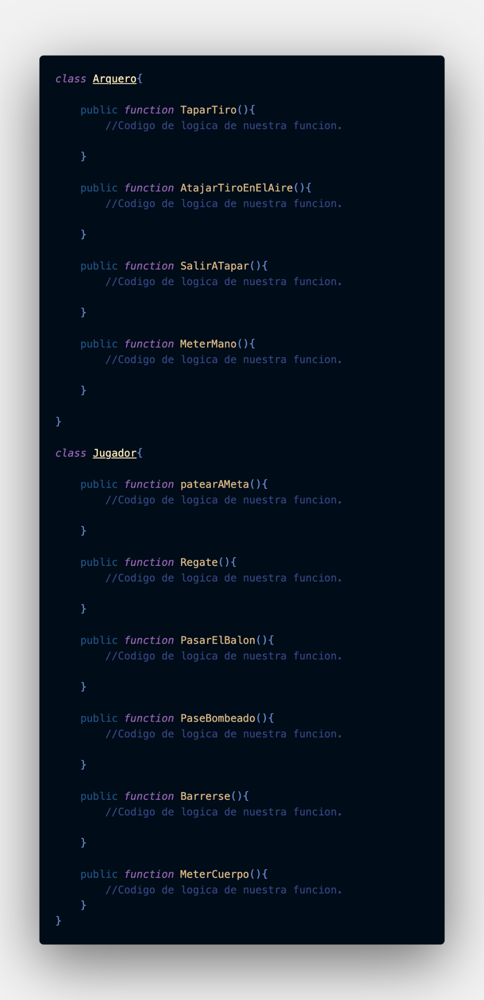 class Arquero{
public function TaparTiro(){
//Codigo de logica de nuestra funcion.
}
public function AtajarTiroEnElAire(){
//Codigo de logica de nuestra funcion.
}
public function SalirATapar(){
//Codigo de logica de nuestra funcion.
}
public function MeterMano(){
//Codigo de logica de nuestra funcion.
}
}
class Jugador{
public function patearAMeta(){
//Codigo de logica de nuestra funcion.
}
public function Regate(){
//Codigo de logica de nuestra funcion.
}
public function PasarElBalon(){
//Codigo de logica de nuestra funcion.
}
public function PaseBombeado(){
//Codigo de logica de nuestra funcion.
}
public function Barrerse(){
//Codigo de logica de nuestra funcion.
}
public function MeterCuerpo(){
//Codigo de logica de nuestra funcion.
}
}